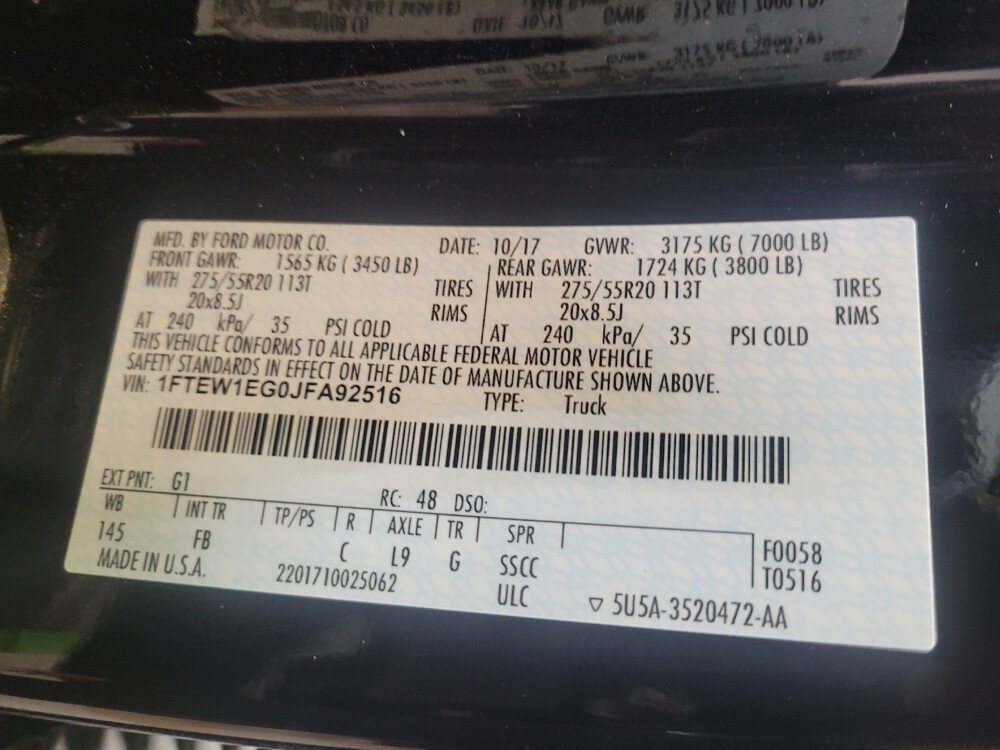 MFD. BY FORD MOTOR CO. DATE: 10/17 GVWR: 3175 KG ( 7000 LB)
FRONT GAWR: 1565 KG ( 3450 LB) REAR GAWR: 1724 KG ( 3800 LB)
WITH 275/55R20 113T TIRES WITH 275/55R20 113T TIRES
20x8.5J RIMS 20x8.5J RIMS
AT 240 kPa/ 35 PSI COLD AT 240 kPa/ 35 PSI COLD
THIS VEHICLE CONFORMS TO ALL APPLICABLE FEDERAL MOTOR VEHICLE
SAFETY STANDARDS IN EFFECT ON THE DATE OF MANUFACTURE SHOWN ABOVE.
VIN: 1FTEW1EG0JFA92516 TYPE: Truck
EXT PNT: G1 RC: 48 DSO:
WB INT TR TP/PS R AXLE TR SPR
145 FB C L9 G SSCC F0058
T0516
MADE IN U.S.A. 2201710025062 ULC ▽ 5U5A-3520472-AA